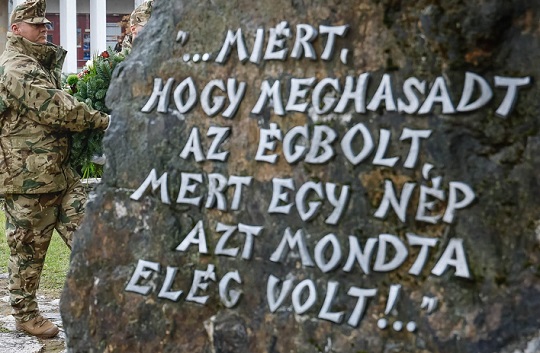 "...MIÉRT,
HOGY MEGHASADT
AZ ÉGBOLT,
MERT EGY NÉP
AZT MONDTA
ELÉG VOLT!..."